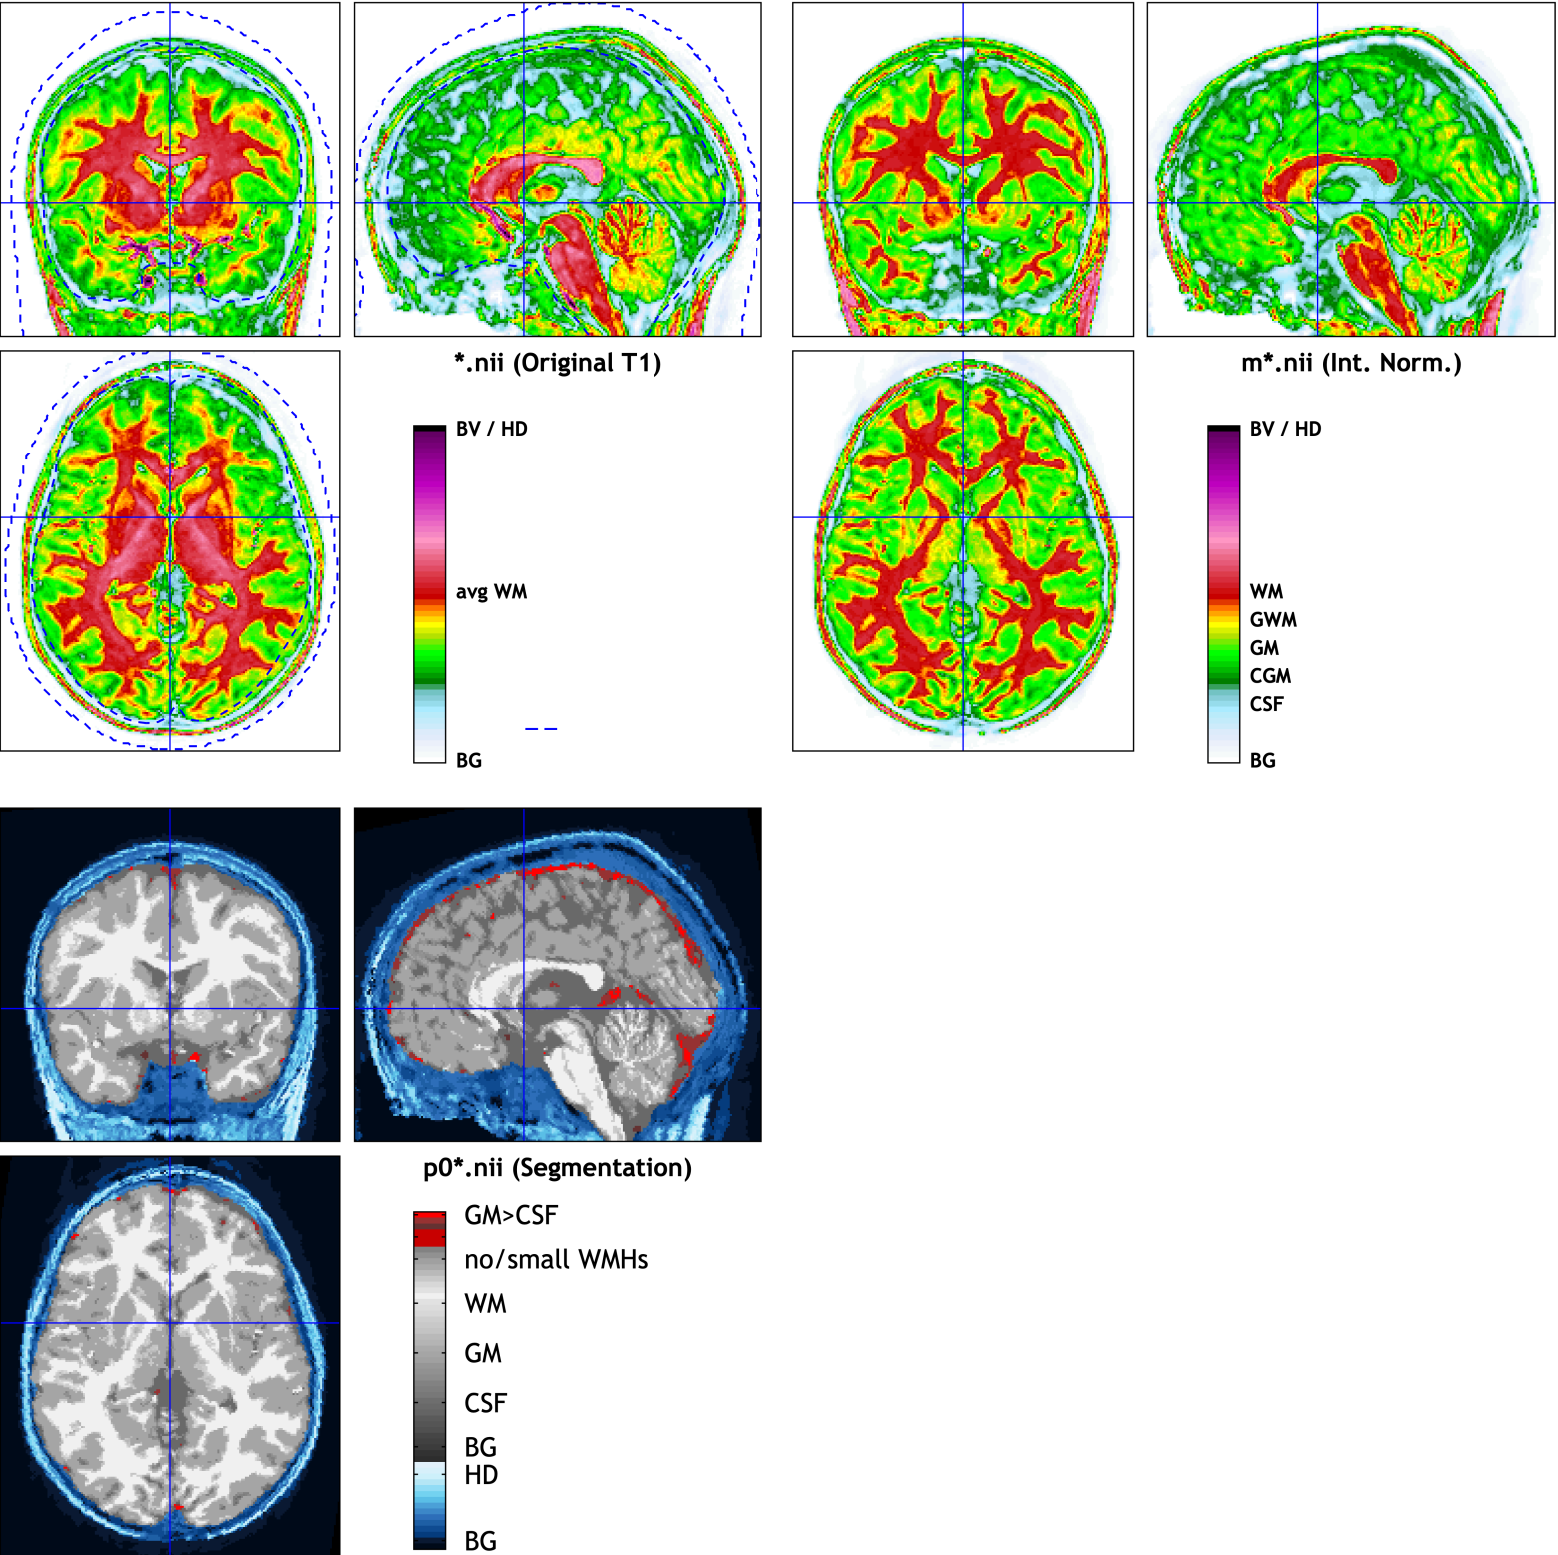 *.nii (Original T1)
BV / HD
avg WM
BG
m*.nii (Int. Norm.)
BV / HD
WM
GWM
GM
CGM
CSF
BG
p0*.nii (Segmentation)
GM>CSF
no/small WMHs
WM
GM
CSF
BG
HD
BG